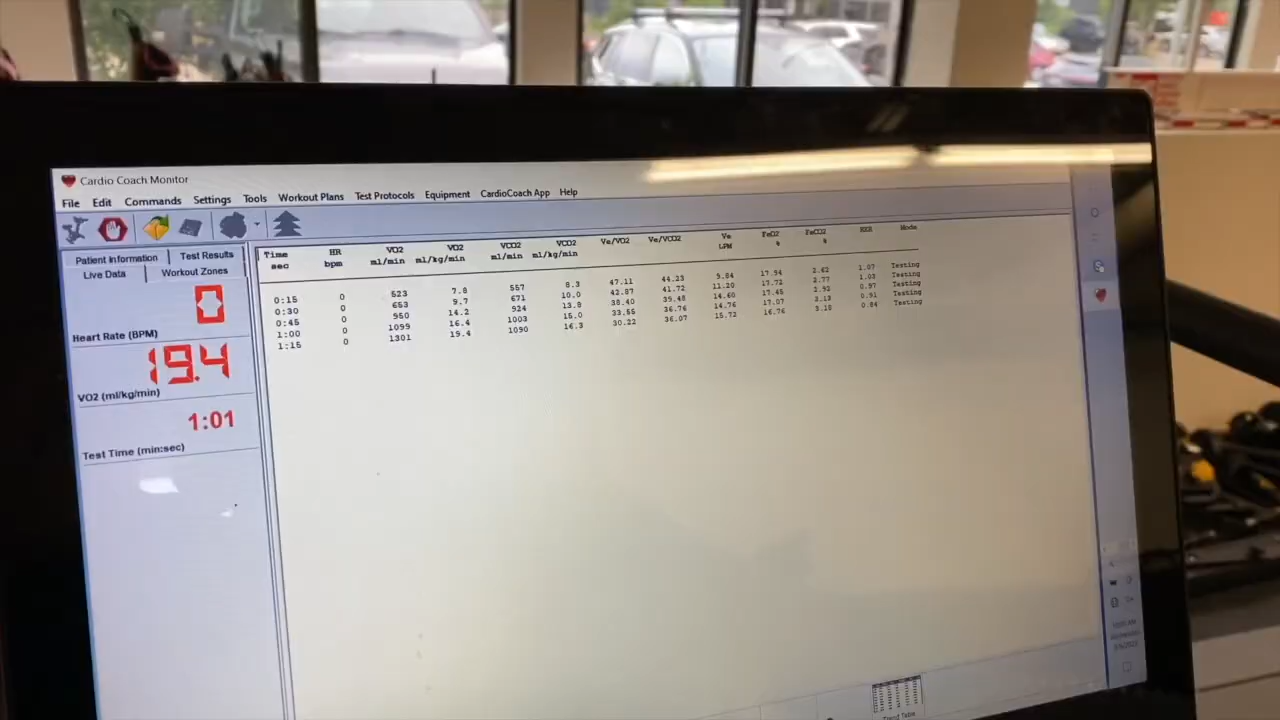 Cardio Coach Monitor
File Edit Commands Settings Tools Workout Plans Test Protocols Equipment CardioCoach App Help
Patient Information Test Results
Live Data Workout Zones
0
Heart Rate (BPM)
19.4
VO2 (ml/kg/min)
1:01
Test Time (min:sec)
Time HR VO2 VO2 VCO2 VCO2 Ve/VO2 Ve/VCO2 Ve FeO2 FeCO2 RER Mode
sec bpm ml/min ml/kg/min ml/min ml/kg/min LPM % %
0:15 0 523 7.8 557 8.3 47.11 44.23 9.84 17.94 2.62 1.07 Testing
0:30 0 653 9.7 671 10.0 42.87 41.72 11.20 17.72 2.77 1.03 Testing
0:45 0 950 14.2 924 13.8 38.40 39.48 14.60 17.45 2.93 0.97 Testing
1:00 0 1099 16.4 1003 15.0 33.55 36.76 14.76 17.07 3.13 0.91 Testing
1:15 0 1301 19.4 1090 16.3 30.22 36.07 15.72 16.76 3.18 0.84 Testing
Trend Table